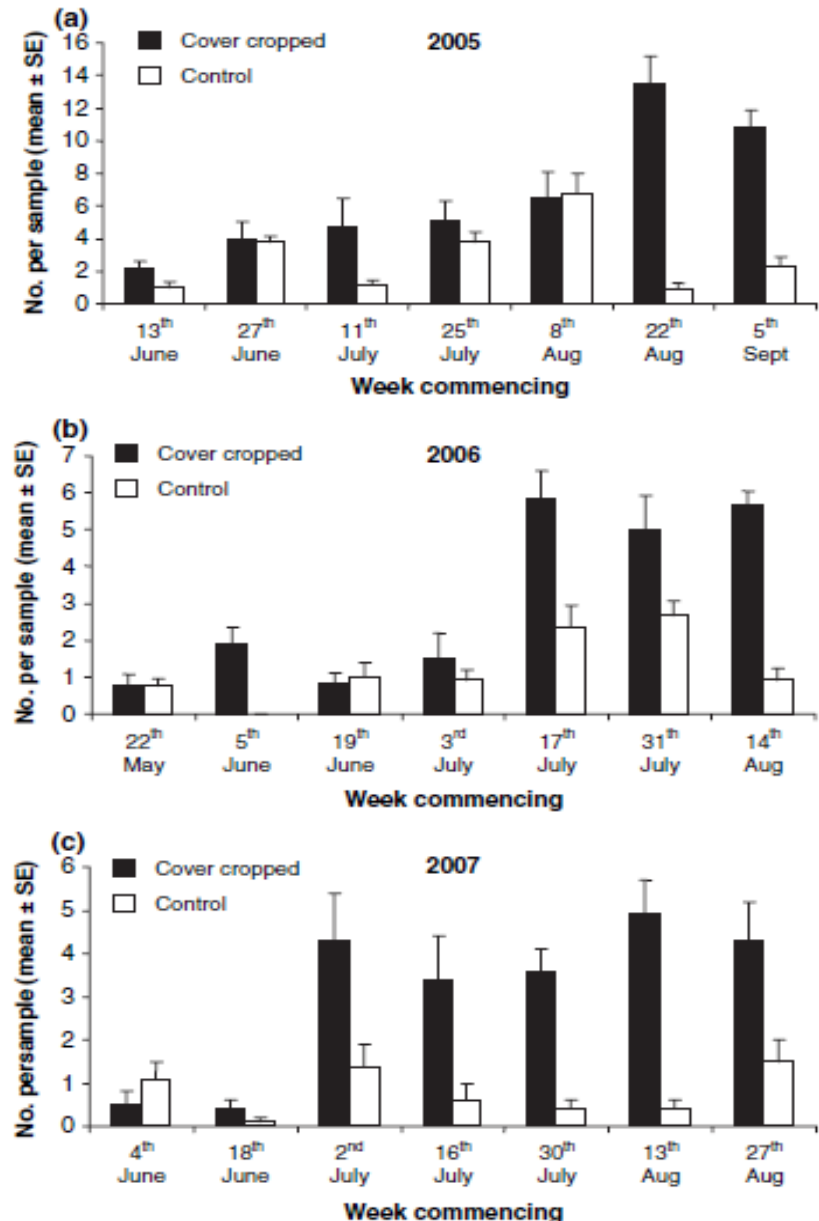 (a)
2005
Cover cropped
Control
No. per sample (mean ± SE)
16
14
12
10
8
6
4
2
0
13th 27th 11th 25th 8th 22th 5th
June June July July Aug Aug Sept
Week commencing
(b)
2006
Cover cropped
Control
No. per sample (mean ± SE)
7
6
5
4
3
2
1
0
22th 5th 19th 3rd 17th 31th 14th
May June June July July July Aug
Week commencing
(c)
2007
Cover cropped
Control
No. persample (mean ± SE)
6
5
4
3
2
1
0
4th 18th 2nd 16th 30th 13th 27th
June June July July July Aug Aug
Week commencing